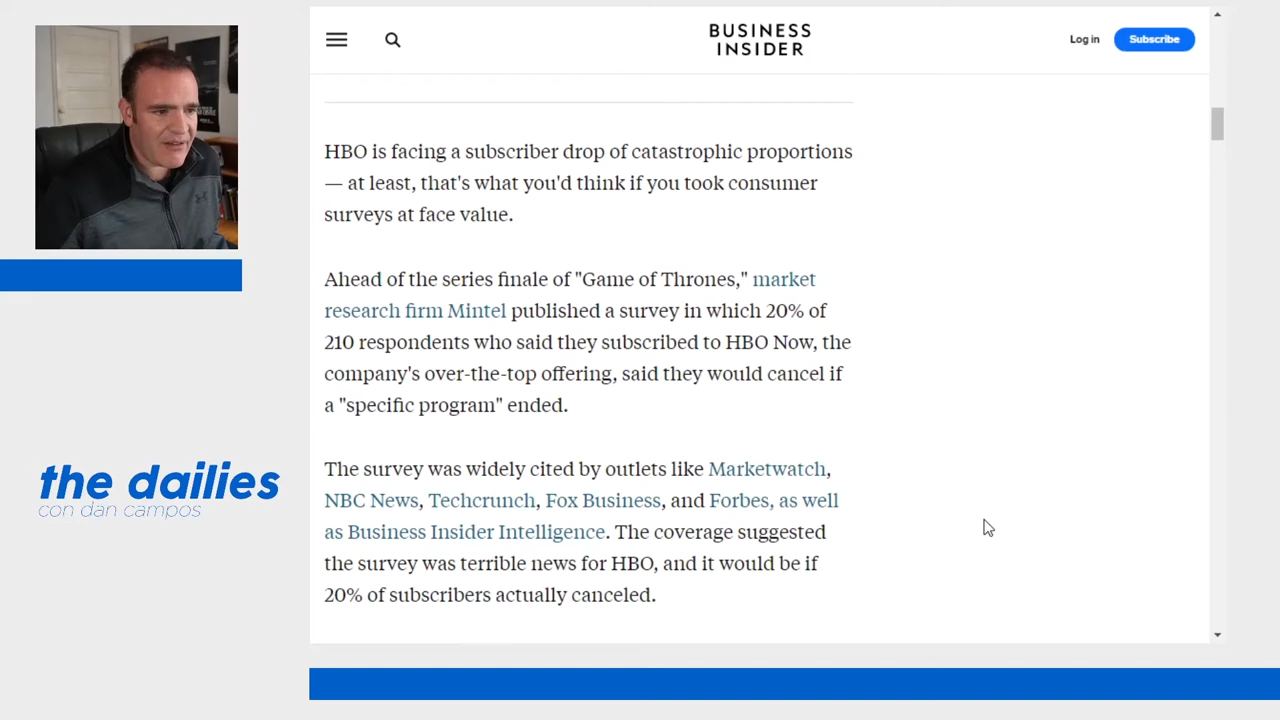 BUSINESS
INSIDER
Log in
Subscribe
HBO is facing a subscriber drop of catastrophic proportions
— at least, that's what you'd think if you took consumer
surveys at face value.
Ahead of the series finale of "Game of Thrones," market
research firm Mintel published a survey in which 20% of
210 respondents who said they subscribed to HBO Now, the
company's over-the-top offering, said they would cancel if
a "specific program" ended.
The survey was widely cited by outlets like Marketwatch,
NBC News, Techcrunch, Fox Business, and Forbes, as well
as Business Insider Intelligence. The coverage suggested
the survey was terrible news for HBO, and it would be if
20% of subscribers actually canceled.
the dailies
con dan campos